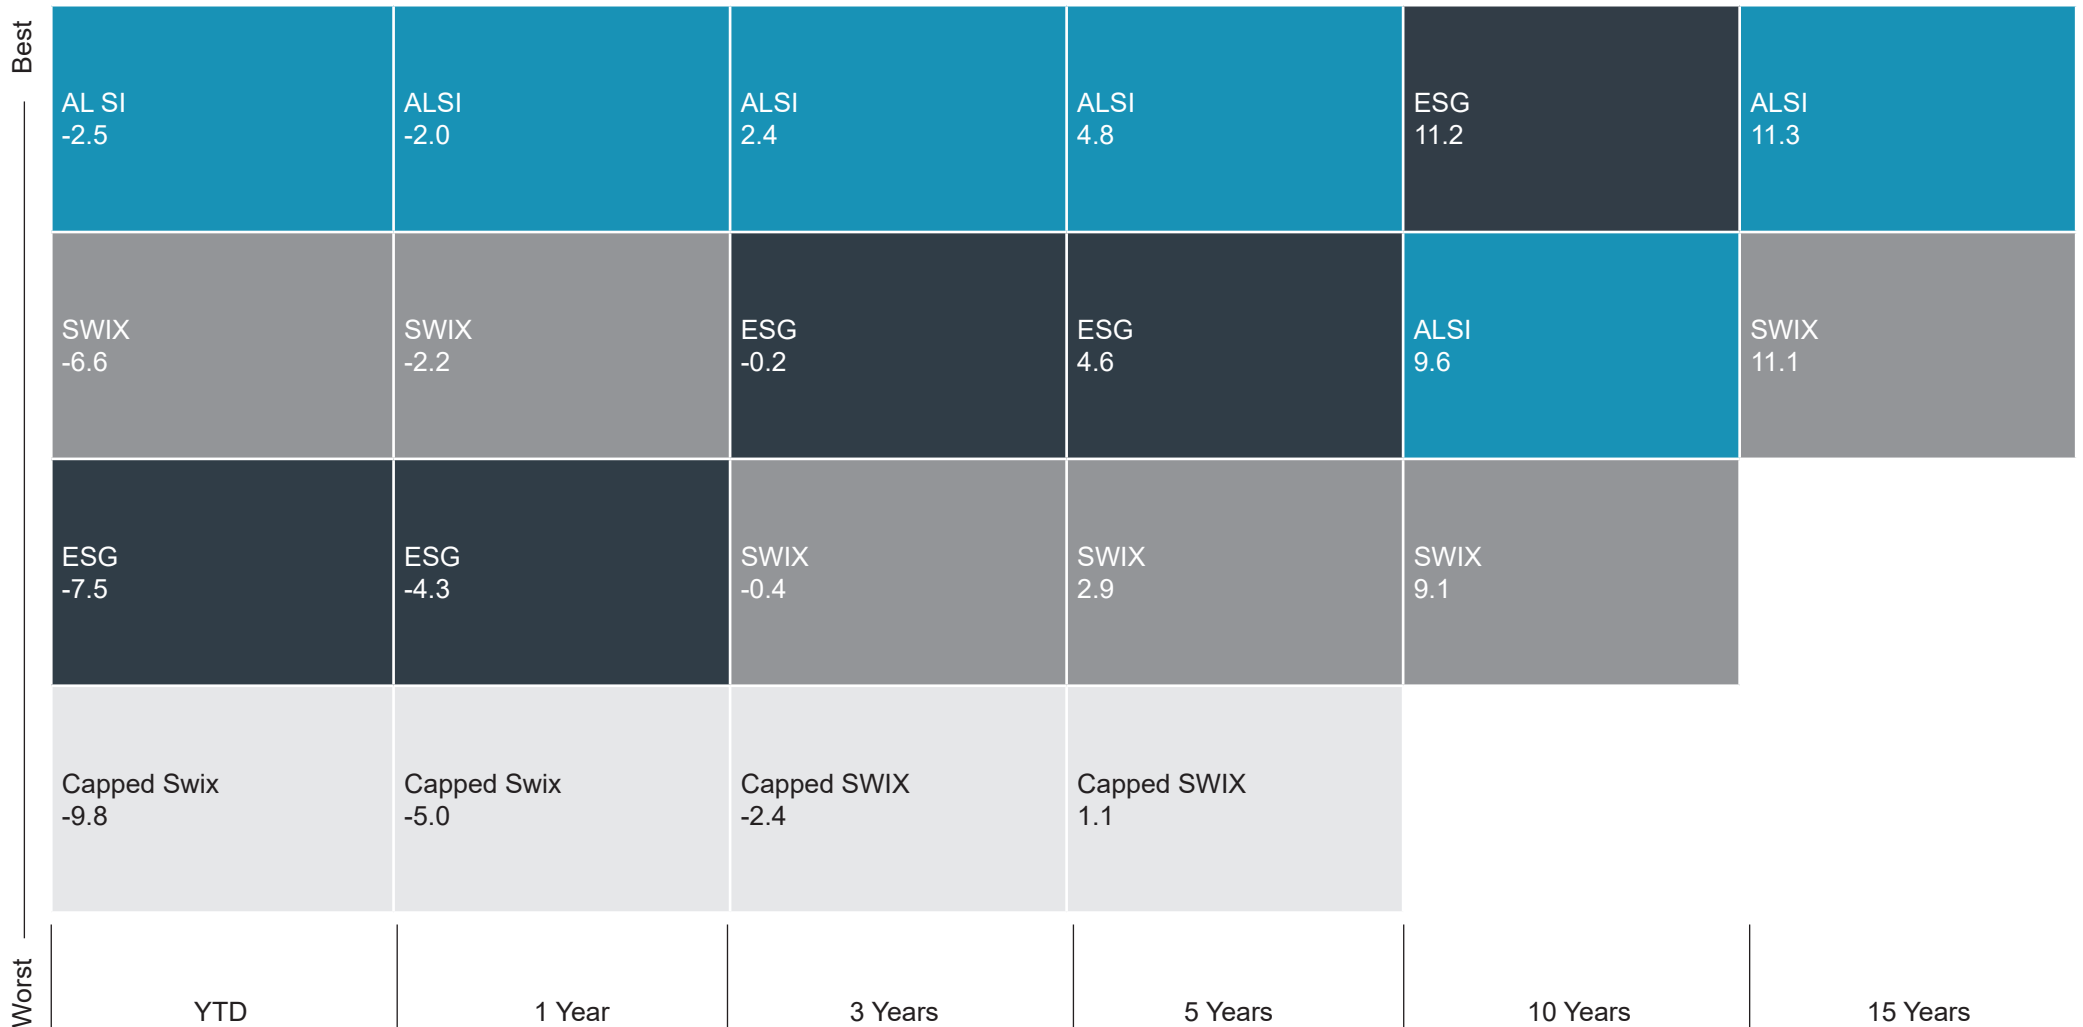 Best
AL SI
-2.5
ALSI
-2.0
ALSI
2.4
ALSI
4.8
ESG
11.2
ALSI
11.3
SWIX
-6.6
SWIX
-2.2
ESG
-0.2
ESG
4.6
ALSI
9.6
SWIX
11.1
ESG
-7.5
ESG
-4.3
SWIX
-0.4
SWIX
2.9
SWIX
9.1
Capped Swix
-9.8
Capped Swix
-5.0
Capped SWIX
-2.4
Capped SWIX
1.1
Worst
YTD
1 Year
3 Years
5 Years
10 Years
15 Years